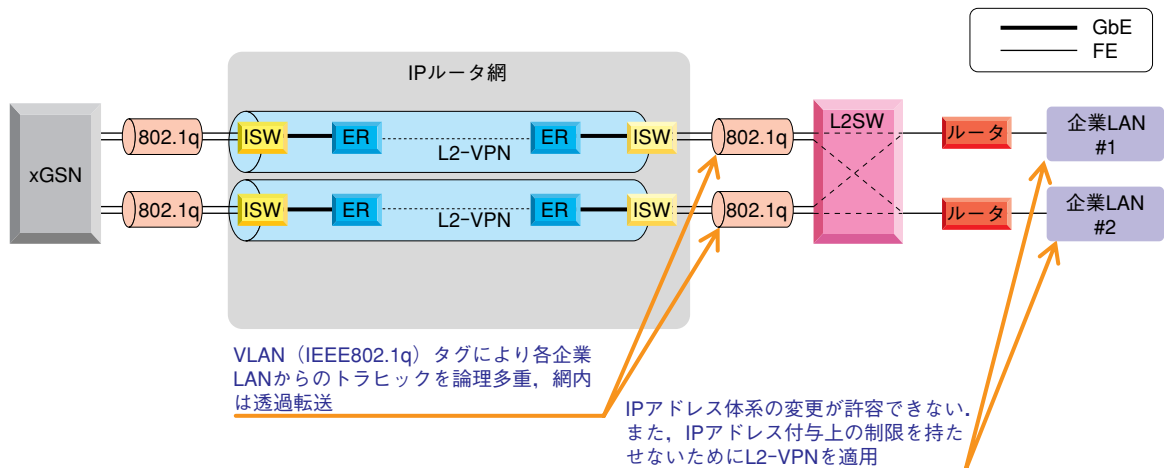 GbE
FE
IPルータ網
xGSN
802.1q
ISW
ER
L2-VPN
ER
ISW
802.1q
L2SW
ルータ
企業LAN
#1
802.1q
ISW
ER
L2-VPN
ER
ISW
802.1q
ルータ
企業LAN
#2
VLAN（IEEE802.1q）タグにより各企業
LANからのトラヒックを論理多重，網内
は透過転送
IPアドレス体系の変更が許容できない．
また，IPアドレス付与上の制限を持た
せないためにL2-VPNを適用